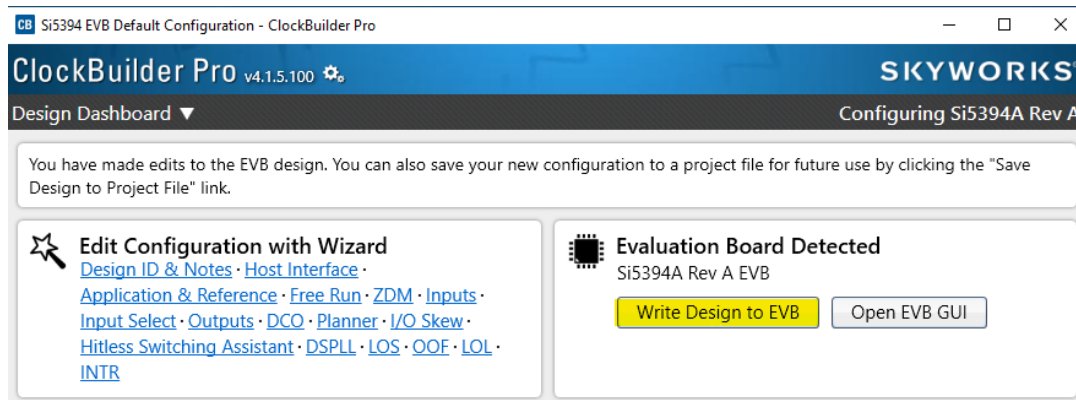 CB Si5394 EVB Default Configuration - ClockBuilder Pro
ClockBuilder Pro v4.1.5.100
SKYWORKS
Design Dashboard ▼
Configuring Si5394A Rev A
You have made edits to the EVB design. You can also save your new configuration to a project file for future use by clicking the "Save
Design to Project File" link.
Edit Configuration with Wizard
Design ID & Notes · Host Interface ·
Application & Reference · Free Run · ZDM · Inputs ·
Input Select · Outputs · DCO · Planner · I/O Skew ·
Hitless Switching Assistant · DSPLL · LOS · OOF · LOL ·
INTR
Evaluation Board Detected
Si5394A Rev A EVB
Write Design to EVB
Open EVB GUI